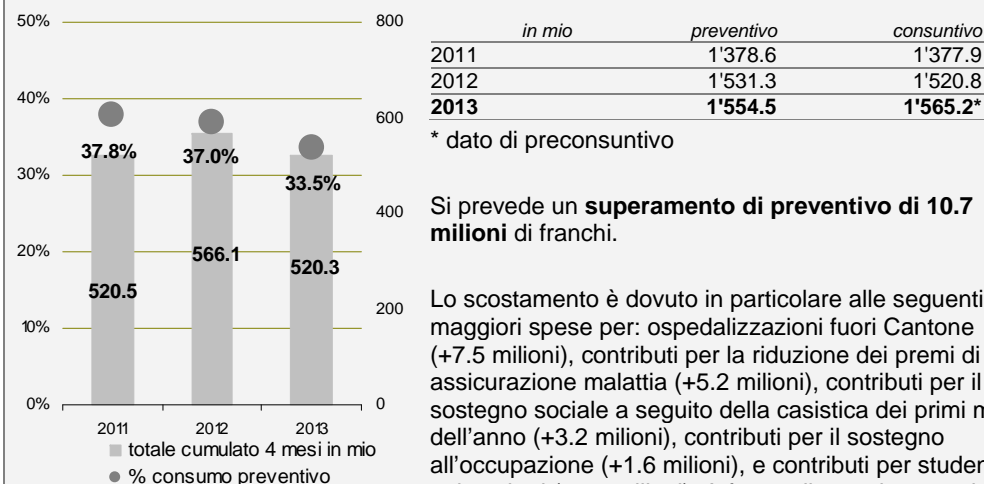 50%
40%
30%
20%
10%
0%
800
600
400
200
0
37.8%
37.0%
33.5%
520.5
566.1
520.3
2011 2012 2013
totale cumulato 4 mesi in mio
% consumo preventivo
in mio preventivo consuntivo
2011 1'378.6 1'377.9
2012 1'531.3 1'520.8
2013 1'554.5 1'565.2*
* dato di preconsuntivo
Si prevede un superamento di preventivo di 10.7
milioni di franchi.
Lo scostamento è dovuto in particolare alle seguenti
maggiori spese per: ospedalizzazioni fuori Cantone
(+7.5 milioni), contributi per la riduzione dei premi di
assicurazione malattia (+5.2 milioni), contributi per il
sostegno sociale a seguito della casistica dei primi
dell'anno (+3.2 milioni), contributi per il sostegno
all'occupazione (+1.6 milioni), e contributi per